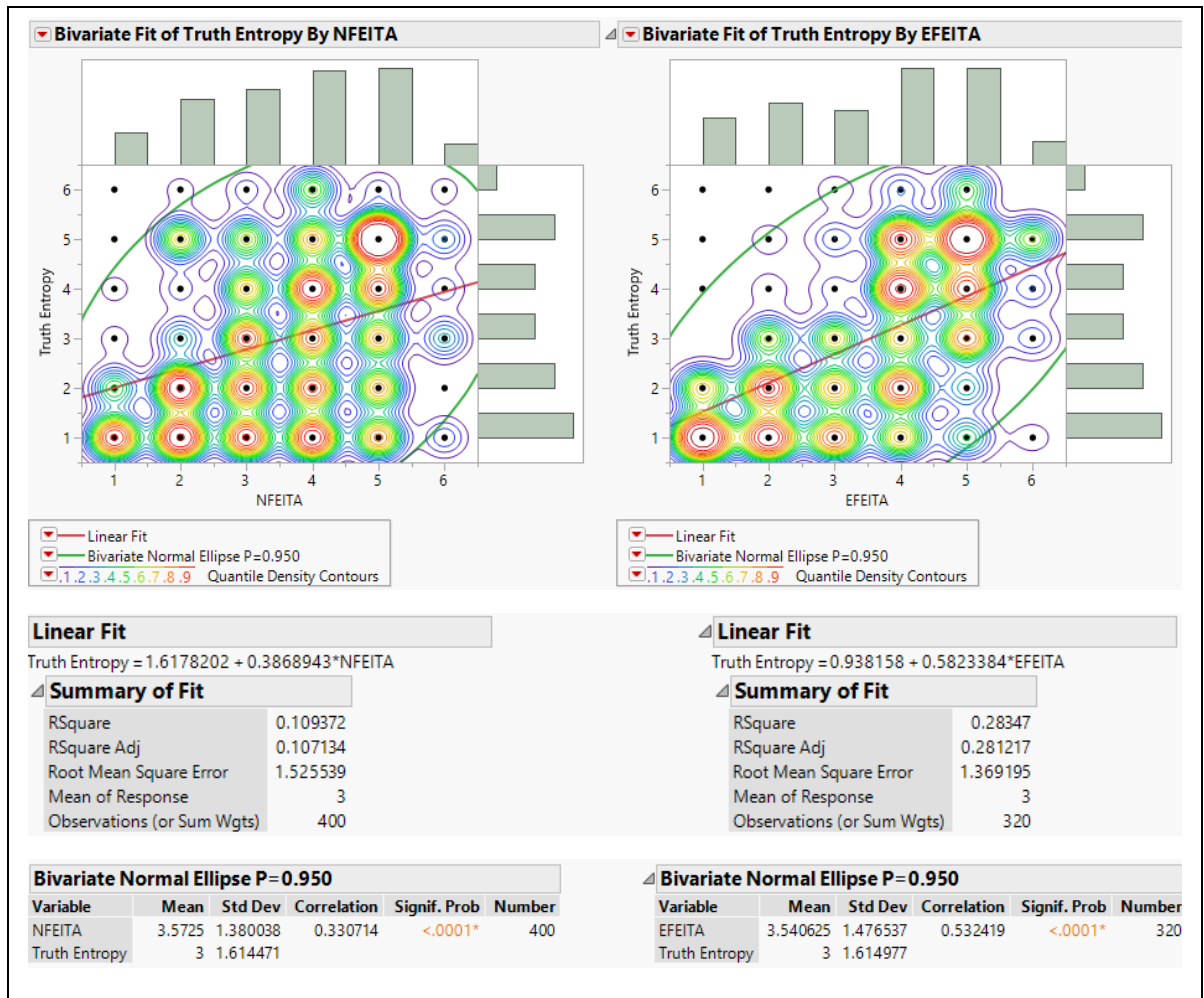 Bivariate Fit of Truth Entropy By NFEITA
6
5
4
3
2
1
Truth Entropy
1 2 3 4 5 6
NFEITA
Linear Fit
Bivariate Normal Ellipse P=0.950
.1.2.3.4.5.6.7.8.9 Quantile Density Contours
Bivariate Fit of Truth Entropy By EFEITA
6
5
4
3
2
1
Truth Entropy
1 2 3 4 5 6
EFEITA
Linear Fit
Bivariate Normal Ellipse P=0.950
.1.2.3.4.5.6.7.8.9 Quantile Density Contours
Linear Fit
Truth Entropy = 1.6178202 + 0.3868943*NFEITA
Summary of Fit
RSquare 0.109372
RSquare Adj 0.107134
Root Mean Square Error 1.525539
Mean of Response 3
Observations (or Sum Wgts) 400
Linear Fit
Truth Entropy = 0.938158 + 0.5823384*EFEITA
Summary of Fit
RSquare 0.28347
RSquare Adj 0.281217
Root Mean Square Error 1.369195
Mean of Response 3
Observations (or Sum Wgts) 320
Bivariate Normal Ellipse P=0.950
Variable Mean Std Dev Correlation Signif. Prob Number
NFEITA 3.5725 1.380038 0.330714 <.0001* 400
Truth Entropy 3 1.614471
Bivariate Normal Ellipse P=0.950
Variable Mean Std Dev Correlation Signif. Prob Number
EFEITA 3.540625 1.476537 0.532419 <.0001* 320
Truth Entropy 3 1.614977